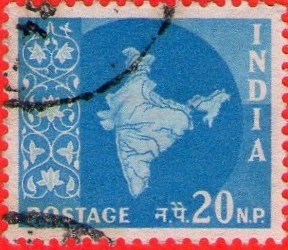 INDIA
POSTAGE न.पै. 20 N.P.